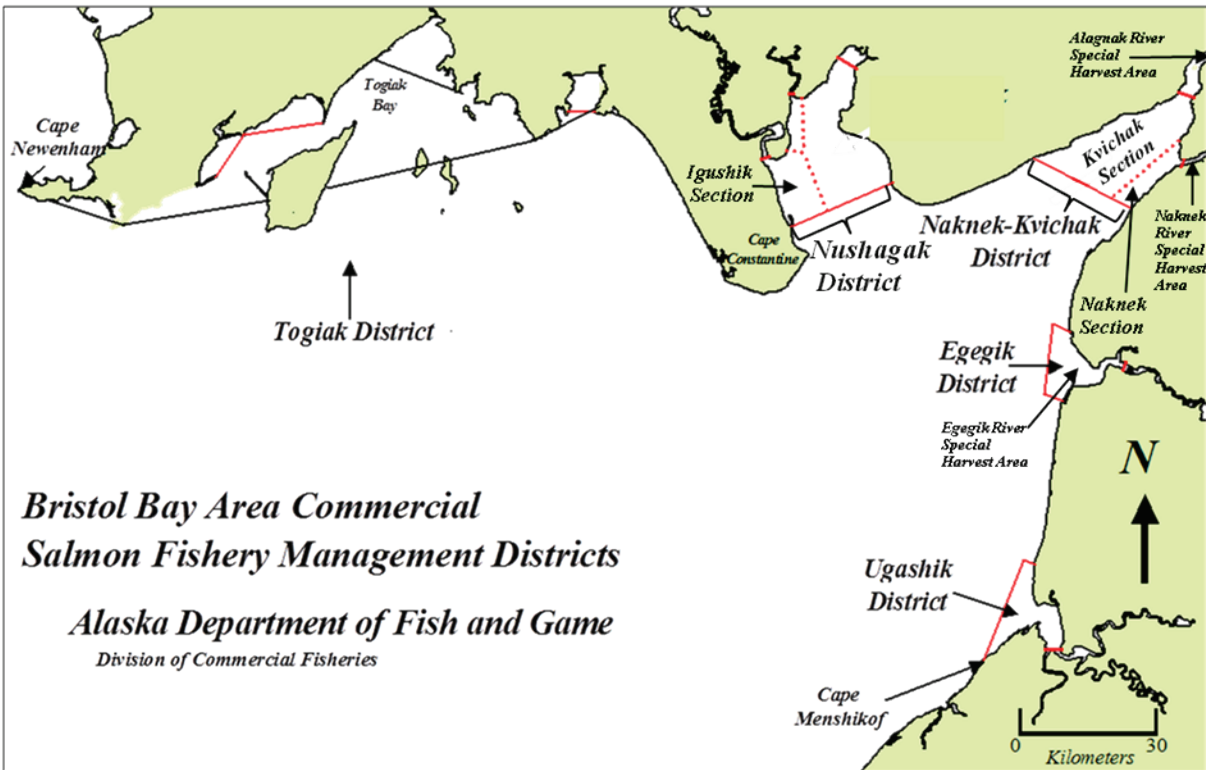 Alagnak River
Special
Harvest Area
Togiak
Bay
Cape
Newenham
Kvichak
Section
Igushik
Section
Cape
Constantine
Nushagak
District
Naknek-Kvichak
District
Naknek
River
Special
Harvest
Area
Naknek
Section
Togiak District
Egegik
District
Egegik River
Special
Harvest Area
N
Bristol Bay Area Commercial
Salmon Fishery Management Districts
Alaska Department of Fish and Game
Division of Commercial Fisheries
Ugashik
District
Cape
Menshikof
0 30
Kilometers